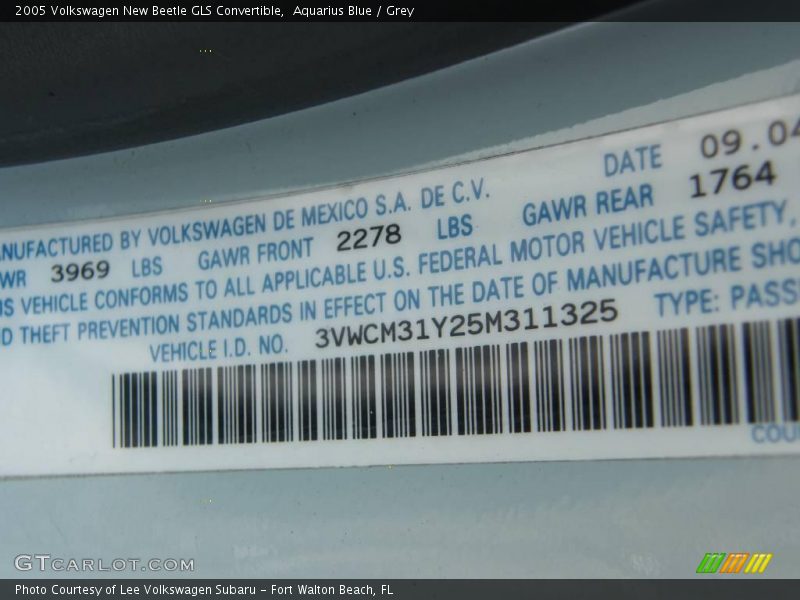 2005 Volkswagen New Beetle GLS Convertible, Aquarius Blue / Grey
MANUFACTURED BY VOLKSWAGEN DE MEXICO S.A. DE C.V. DATE 09.04
GVWR 3969 LBS GAWR FRONT 2278 LBS GAWR REAR 1764
THIS VEHICLE CONFORMS TO ALL APPLICABLE U.S. FEDERAL MOTOR VEHICLE SAFETY,
D THEFT PREVENTION STANDARDS IN EFFECT ON THE DATE OF MANUFACTURE SHO
VEHICLE I.D. NO. 3VWCM31Y25M311325 TYPE: PASS
COU
GTCARLOT.COM
Photo Courtesy of Lee Volkswagen Subaru - Fort Walton Beach, FL